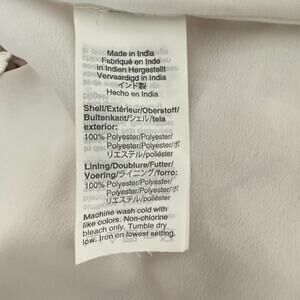 Made in India
Fabriqué en Inde
in Indien Hergestellt
Vervaardigd in India
インド製
Hecho en India
Shell/Extérieur/Oberstoff/
Buitenkant/シェル/tela
exterior:
100% Polyester/Polyester/
Polyester/Polyester/ポ
リエステル/poliéster
Lining/Doublure/Futter/
Voering/ライニング/forro:
100% Polyester/Polyester/
Polyester/Polyester/ポ
リエステル/poliéster
Machine wash cold with
like colors. Non-chlorine
bleach only. Tumble dry
low. Iron on lowest setting.